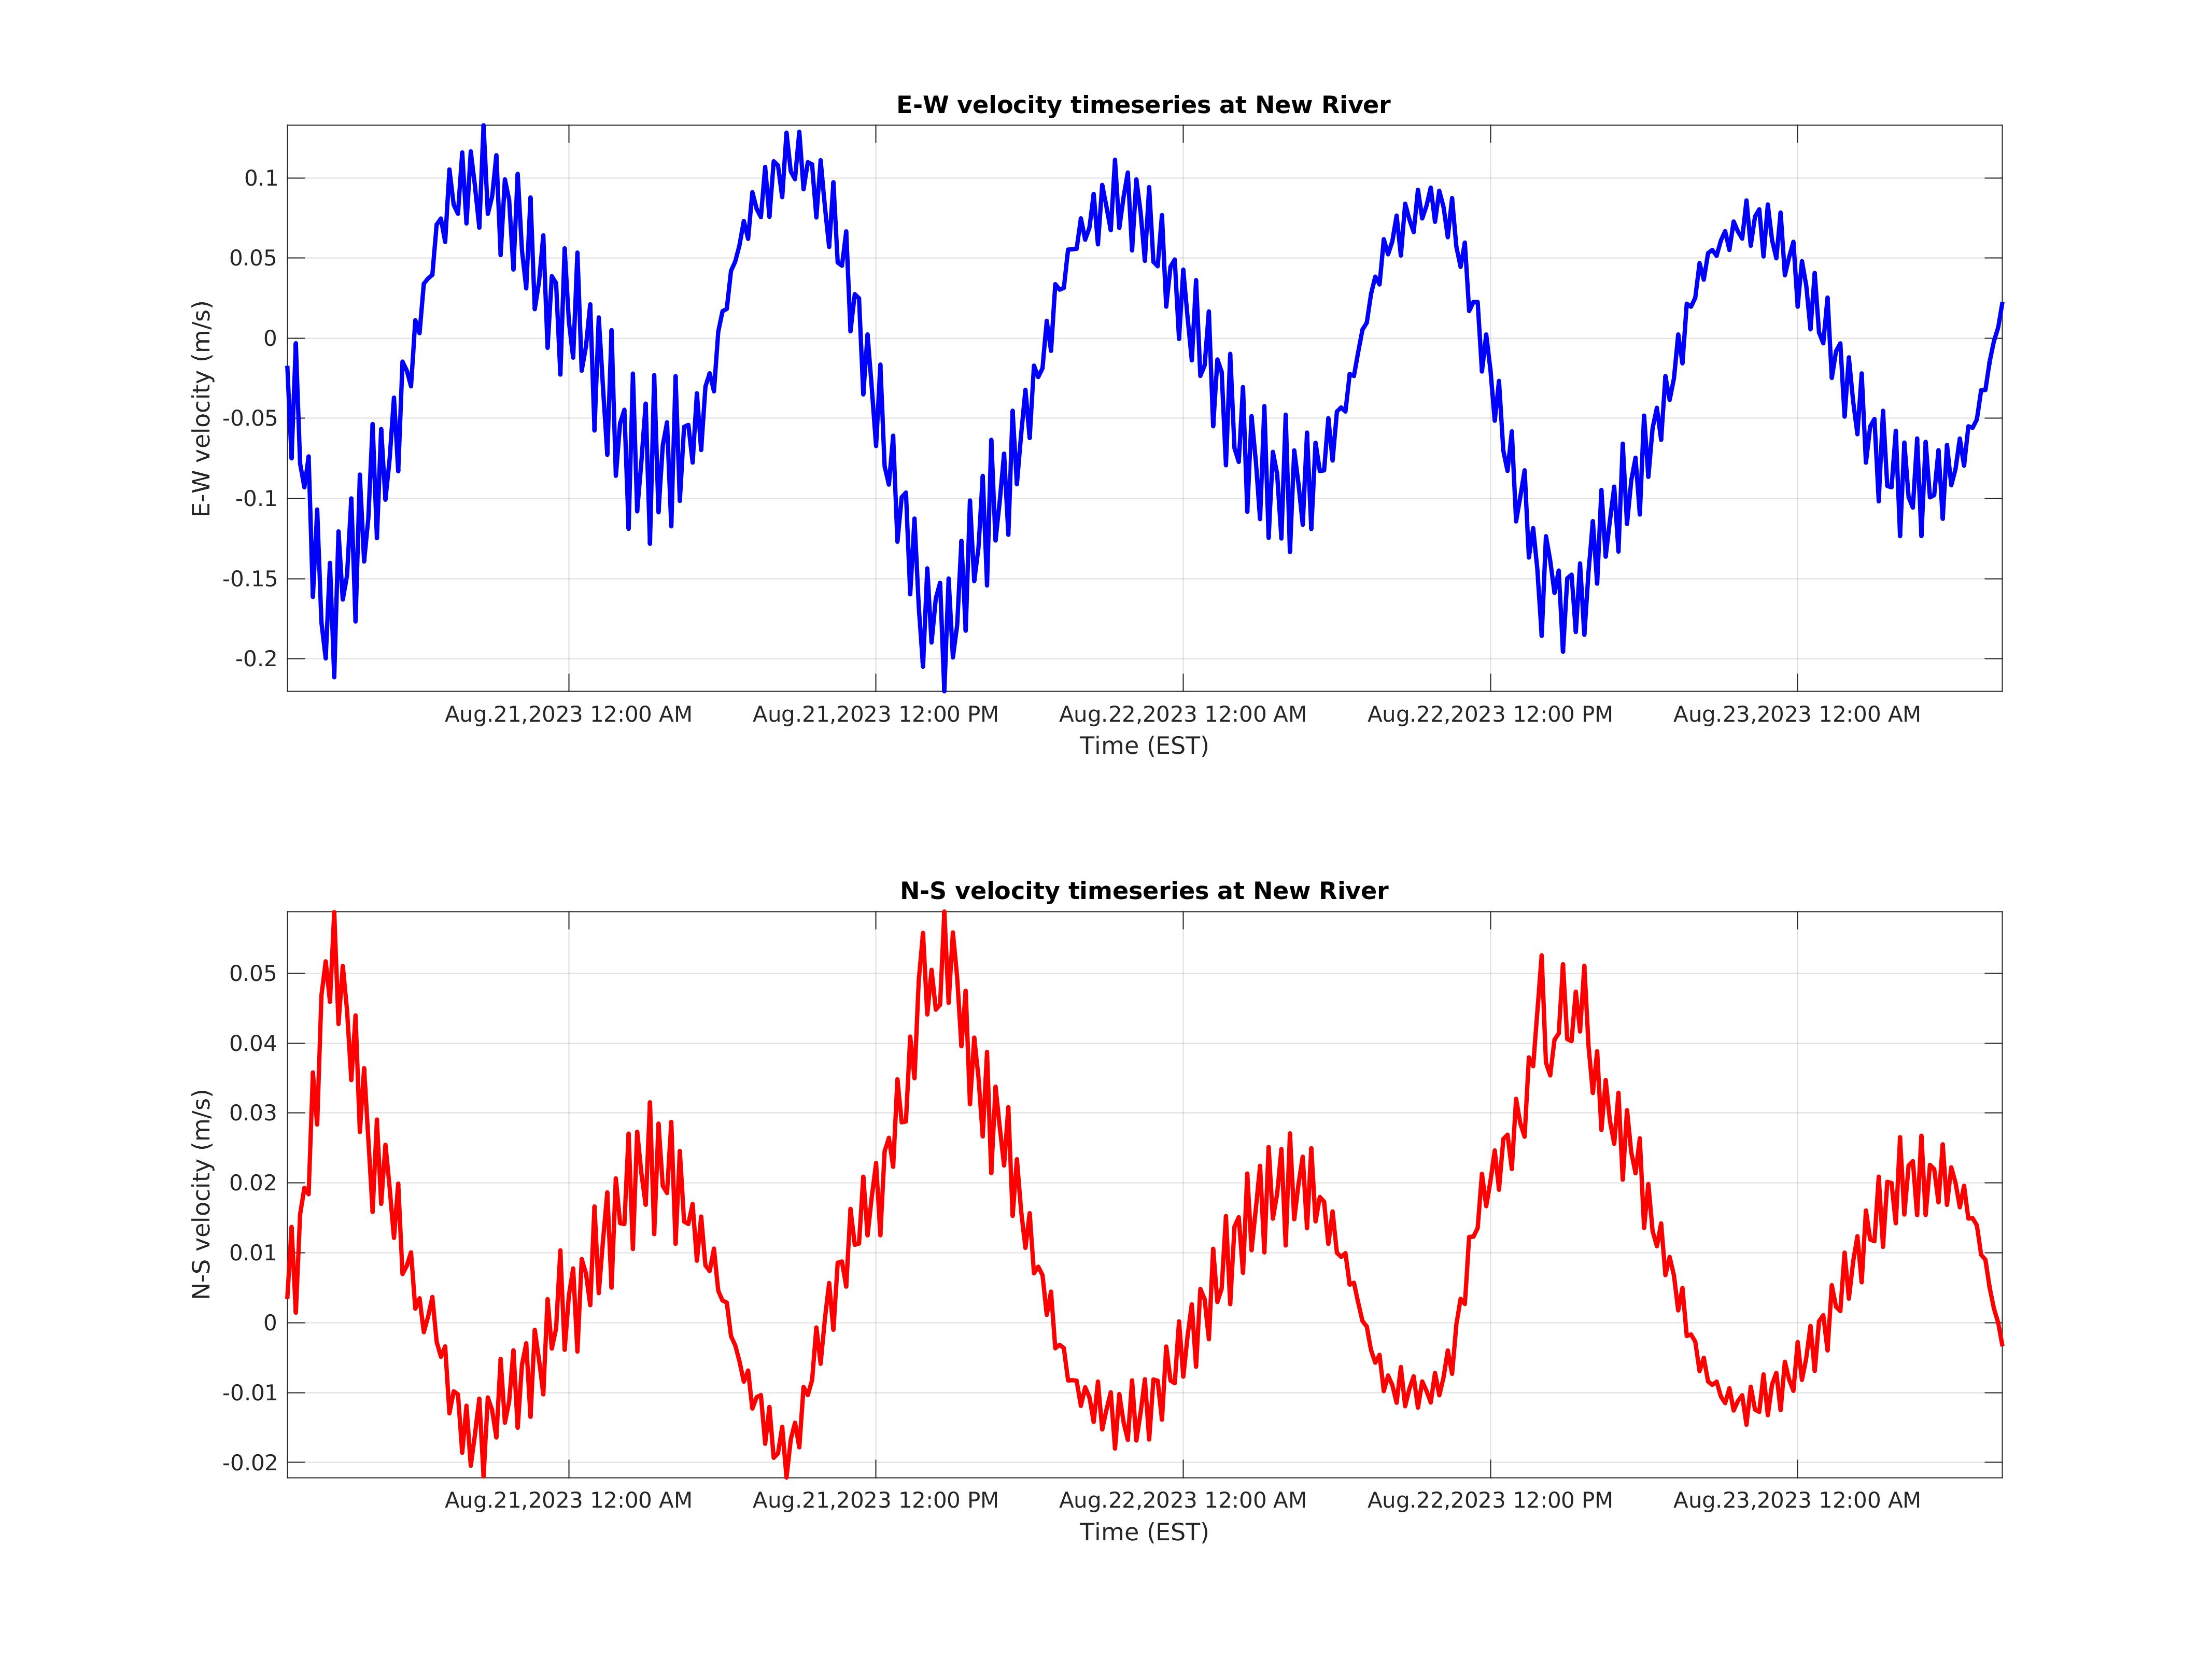 E-W velocity timeseries at New River
0.1
0.05
0
-0.05
-0.1
-0.15
-0.2
E-W velocity (m/s)
Aug.21,2023 12:00 AM
Aug.21,2023 12:00 PM
Aug.22,2023 12:00 AM
Aug.22,2023 12:00 PM
Aug.23,2023 12:00 AM
Time (EST)
N-S velocity timeseries at New River
0.05
0.04
0.03
0.02
0.01
0
-0.01
-0.02
N-S velocity (m/s)
Aug.21,2023 12:00 AM
Aug.21,2023 12:00 PM
Aug.22,2023 12:00 AM
Aug.22,2023 12:00 PM
Aug.23,2023 12:00 AM
Time (EST)